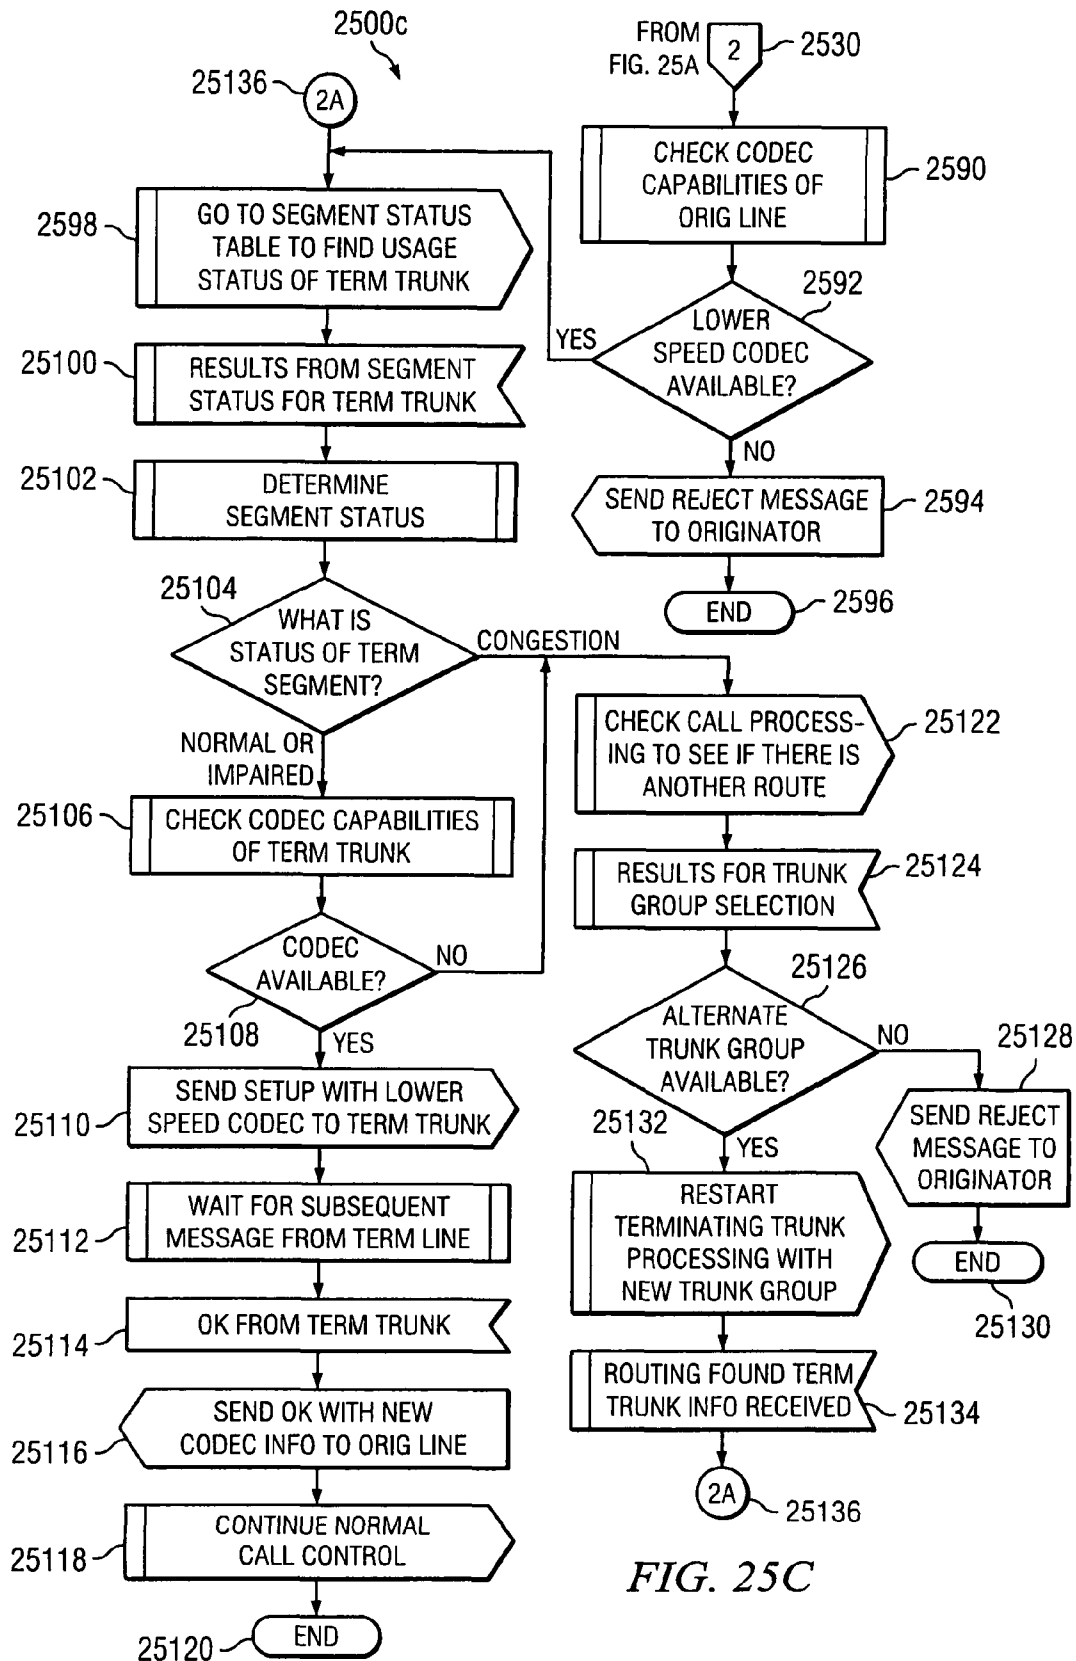 2500c
25136
2A
FROM
FIG. 25A
2
2530
CHECK CODEC
CAPABILITIES OF
ORIG LINE
2590
2598
GO TO SEGMENT STATUS
TABLE TO FIND USAGE
STATUS OF TERM TRUNK
2592
LOWER
SPEED CODEC
AVAILABLE?
YES
NO
25100
RESULTS FROM SEGMENT
STATUS FOR TERM TRUNK
25102
DETERMINE
SEGMENT STATUS
SEND REJECT MESSAGE
TO ORIGINATOR
2594
END
2596
25104
WHAT IS
STATUS OF TERM
SEGMENT?
CONGESTION
NORMAL OR
IMPAIRED
CHECK CALL PROCESS-
ING TO SEE IF THERE IS
ANOTHER ROUTE
25122
25106
CHECK CODEC CAPABILITIES
OF TERM TRUNK
RESULTS FOR TRUNK
GROUP SELECTION
25124
CODEC
AVAILABLE?
NO
25108
YES
25126
ALTERNATE
TRUNK GROUP
AVAILABLE?
NO
YES
25128
SEND REJECT
MESSAGE TO
ORIGINATOR
END
25130
25110
SEND SETUP WITH LOWER
SPEED CODEC TO TERM TRUNK
25132
RESTART
TERMINATING TRUNK
PROCESSING WITH
NEW TRUNK GROUP
25112
WAIT FOR SUBSEQUENT
MESSAGE FROM TERM LINE
25114
OK FROM TERM TRUNK
ROUTING FOUND TERM
TRUNK INFO RECEIVED
25134
25116
SEND OK WITH NEW
CODEC INFO TO ORIG LINE
2A
25136
25118
CONTINUE NORMAL
CALL CONTROL
25120
END
FIG. 25C